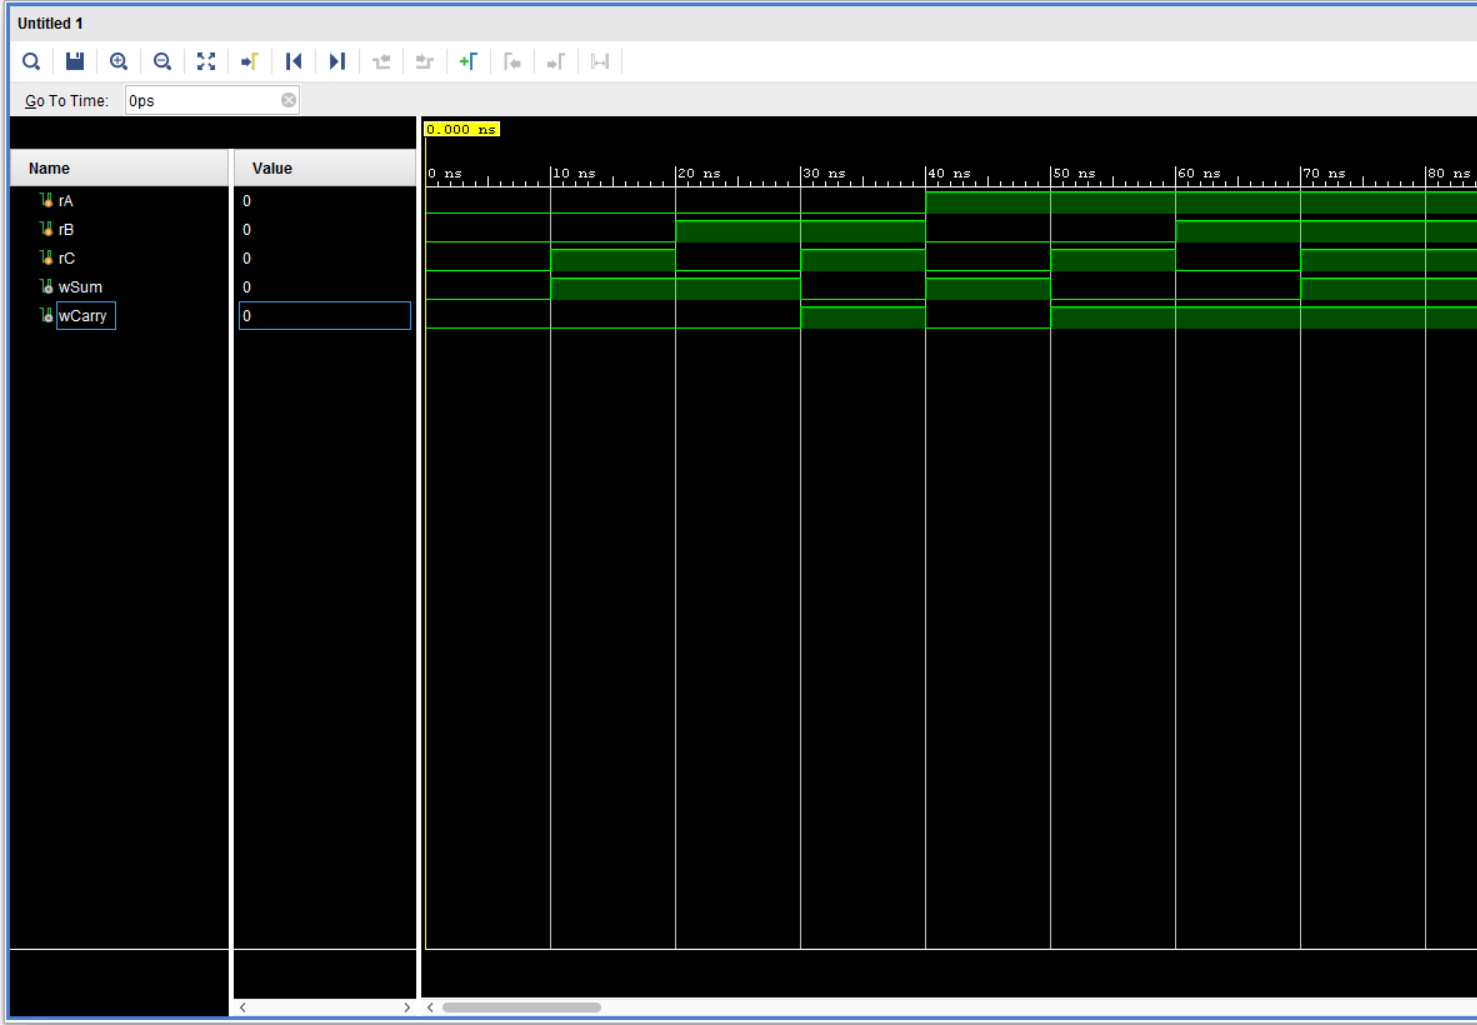 Untitled 1
Go To Time: 0ps
0.000 ns
Name Value
0 ns 10 ns 20 ns 30 ns 40 ns 50 ns 60 ns 70 ns 80 ns
rA 0
rB 0
rC 0
wSum 0
wCarry 0